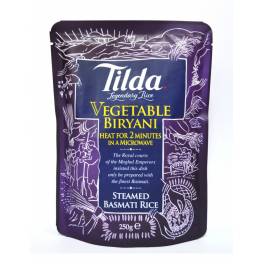 Tilda
Legendary Rice
VEGETABLE
BIRYANI
HEAT FOR 2 MINUTES
IN A MICROWAVE
The Royal courts
of the Moghul Emperors
insisted this dish
only be prepared with
the finest Basmati.
STEAMED
BASMATI RICE
250g e